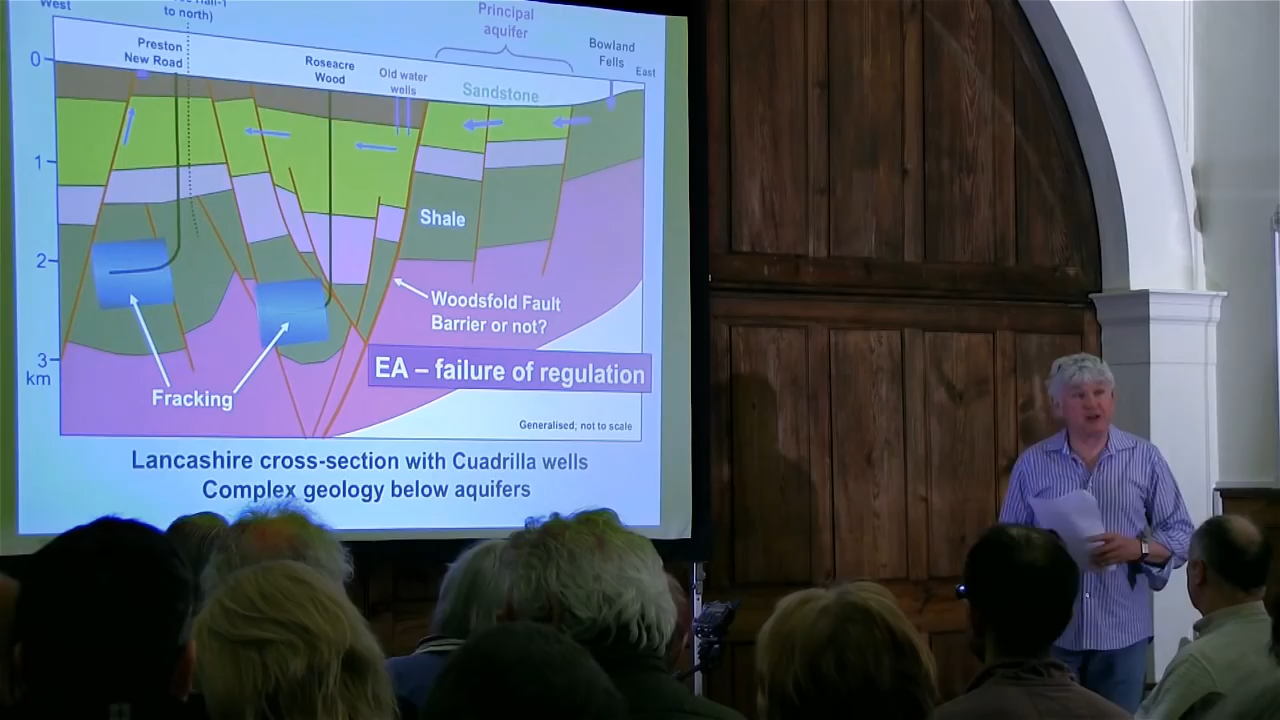 West
to north)
Principal
aquifer
Preston
New Road
Roseacre
Wood
Old water
wells
Bowland
Fells
East
Sandstone
0
1
2
3
km
Shale
Woodsfold Fault
Barrier or not?
EA – failure of regulation
Fracking
Generalised; not to scale
Lancashire cross-section with Cuadrilla wells
Complex geology below aquifers